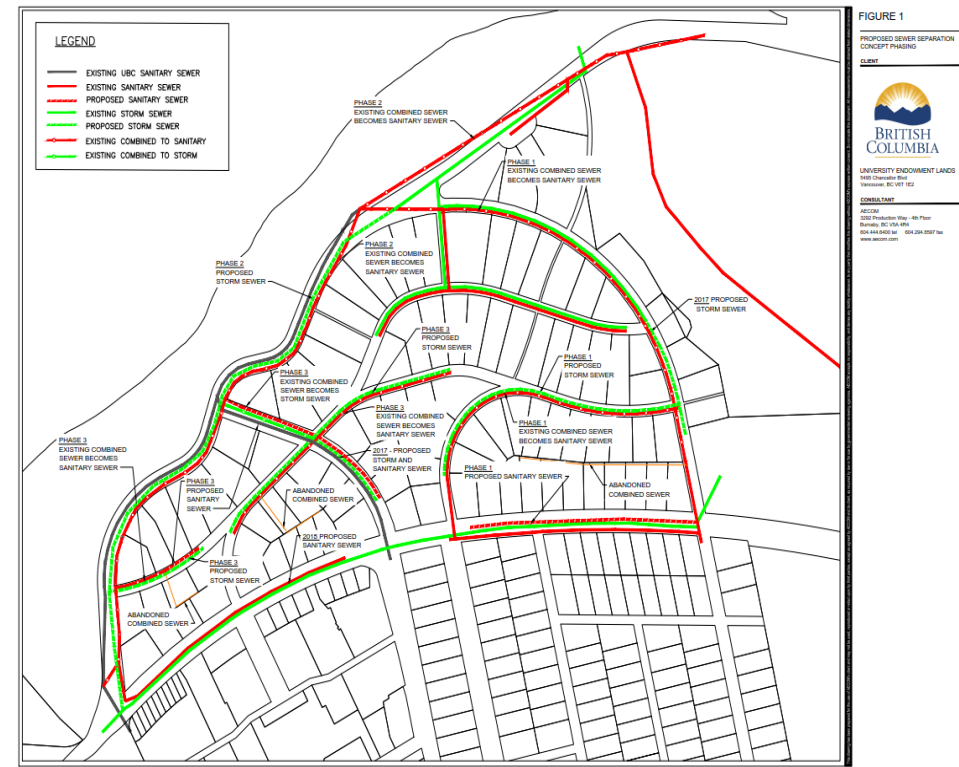 LEGEND
EXISTING UBC SANITARY SEWER
EXISTING SANITARY SEWER
PROPOSED SANITARY SEWER
EXISTING STORM SEWER
PROPOSED STORM SEWER
EXISTING COMBINED TO SANITARY
EXISTING COMBINED TO STORM
PHASE 2
EXISTING COMBINED SEWER
BECOMES SANITARY SEWER
PHASE 1
EXISTING COMBINED SEWER
BECOMES SANITARY SEWER
PHASE 2
EXISTING COMBINED
SEWER BECOMES
SANITARY SEWER
PHASE 2
PROPOSED
STORM SEWER
2017 PROPOSED
STORM SEWER
PHASE 3
PROPOSED
STORM SEWER
PHASE 1
PROPOSED
STORM SEWER
PHASE 3
EXISTING COMBINED
SEWER BECOMES
STORM SEWER
PHASE 3
EXISTING COMBINED
SEWER BECOMES
SANITARY SEWER
PHASE 1
EXISTING COMBINED SEWER
BECOMES SANITARY SEWER
PHASE 3
EXISTING COMBINED
SEWER BECOMES
SANITARY SEWER
2017 - PROPOSED
STORM AND
SANITARY SEWER
PHASE 1
PROPOSED SANITARY SEWER
PHASE 3
PROPOSED
SANITARY
SEWER
ABANDONED
COMBINED SEWER
ABANDONED
COMBINED SEWER
2018 PROPOSED
SANITARY SEWER
PHASE 3
PROPOSED
STORM SEWER
ABANDONED
COMBINED SEWER
FIGURE 1
PROPOSED SEWER SEPARATION
CONCEPT PHASING
CLIENT
BRITISH
COLUMBIA
UNIVERSITY ENDOWMENT LANDS
5495 Chancellor Blvd
Vancouver, BC V6T 1E2
CONSULTANT
AECOM
3292 Production Way - 4th Floor
Burnaby, BC V5A 4R4
604.444.6400 tel 604.294.8597 fax
www.aecom.com